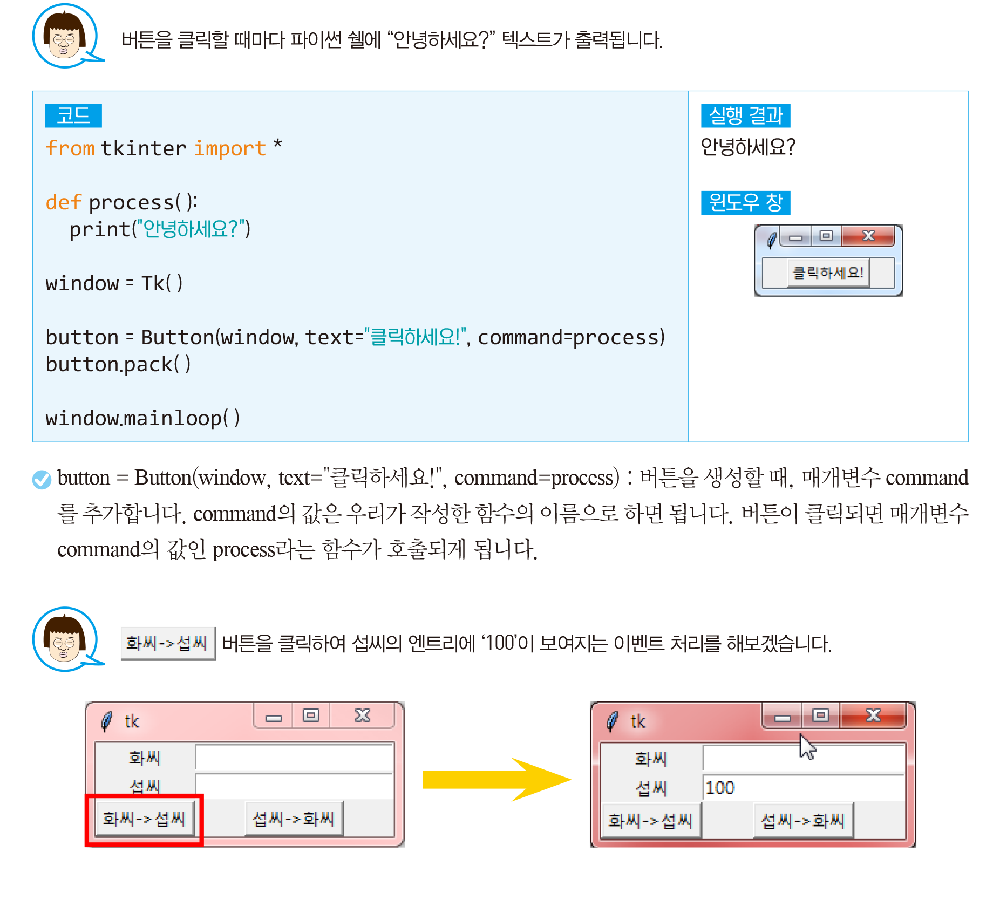 버튼을 클릭할 때마다 파이썬 쉘에 “안녕하세요?” 텍스트가 출력됩니다.
코드
from tkinter import *
def process( ):
print("안녕하세요?")
window = Tk( )
button = Button(window, text="클릭하세요!", command=process)
button.pack( )
window.mainloop( )
실행 결과
안녕하세요?
윈도우 창
클릭하세요!
button = Button(window, text="클릭하세요!", command=process) : 버튼을 생성할 때, 매개변수 command
를 추가합니다. command의 값은 우리가 작성한 함수의 이름으로 하면 됩니다. 버튼이 클릭되면 매개변수
command의 값인 process라는 함수가 호출되게 됩니다.
화씨->섭씨 버튼을 클릭하여 섭씨의 엔트리에 ‘100’이 보여지는 이벤트 처리를 해보겠습니다.
tk
화씨
섭씨
화씨->섭씨 섭씨->화씨
tk
화씨
섭씨 100
화씨->섭씨 섭씨->화씨